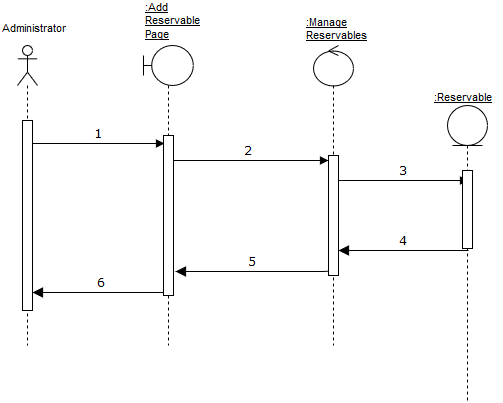 :Add
Reservable
Page
:Manage
Reservables
Administrator
:Reservable
1
2
3
4
5
6